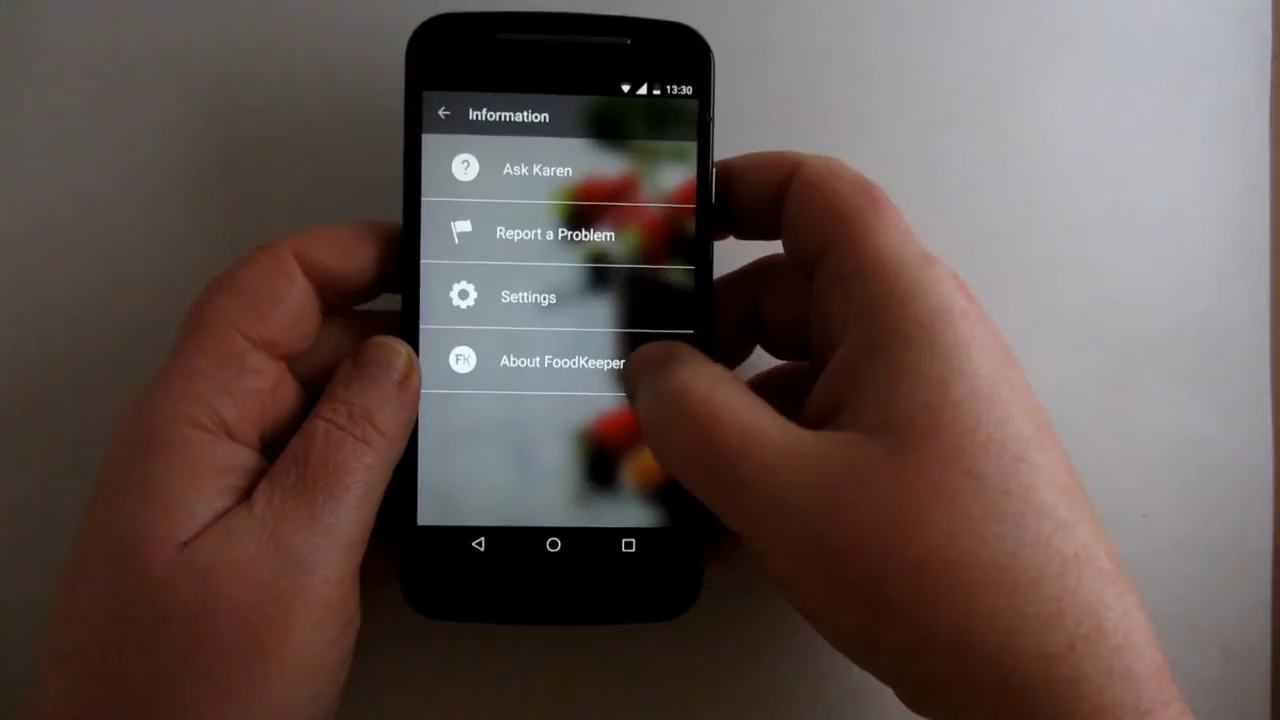 13:30
Information
? Ask Karen
Report a Problem
Settings
FK About FoodKeeper